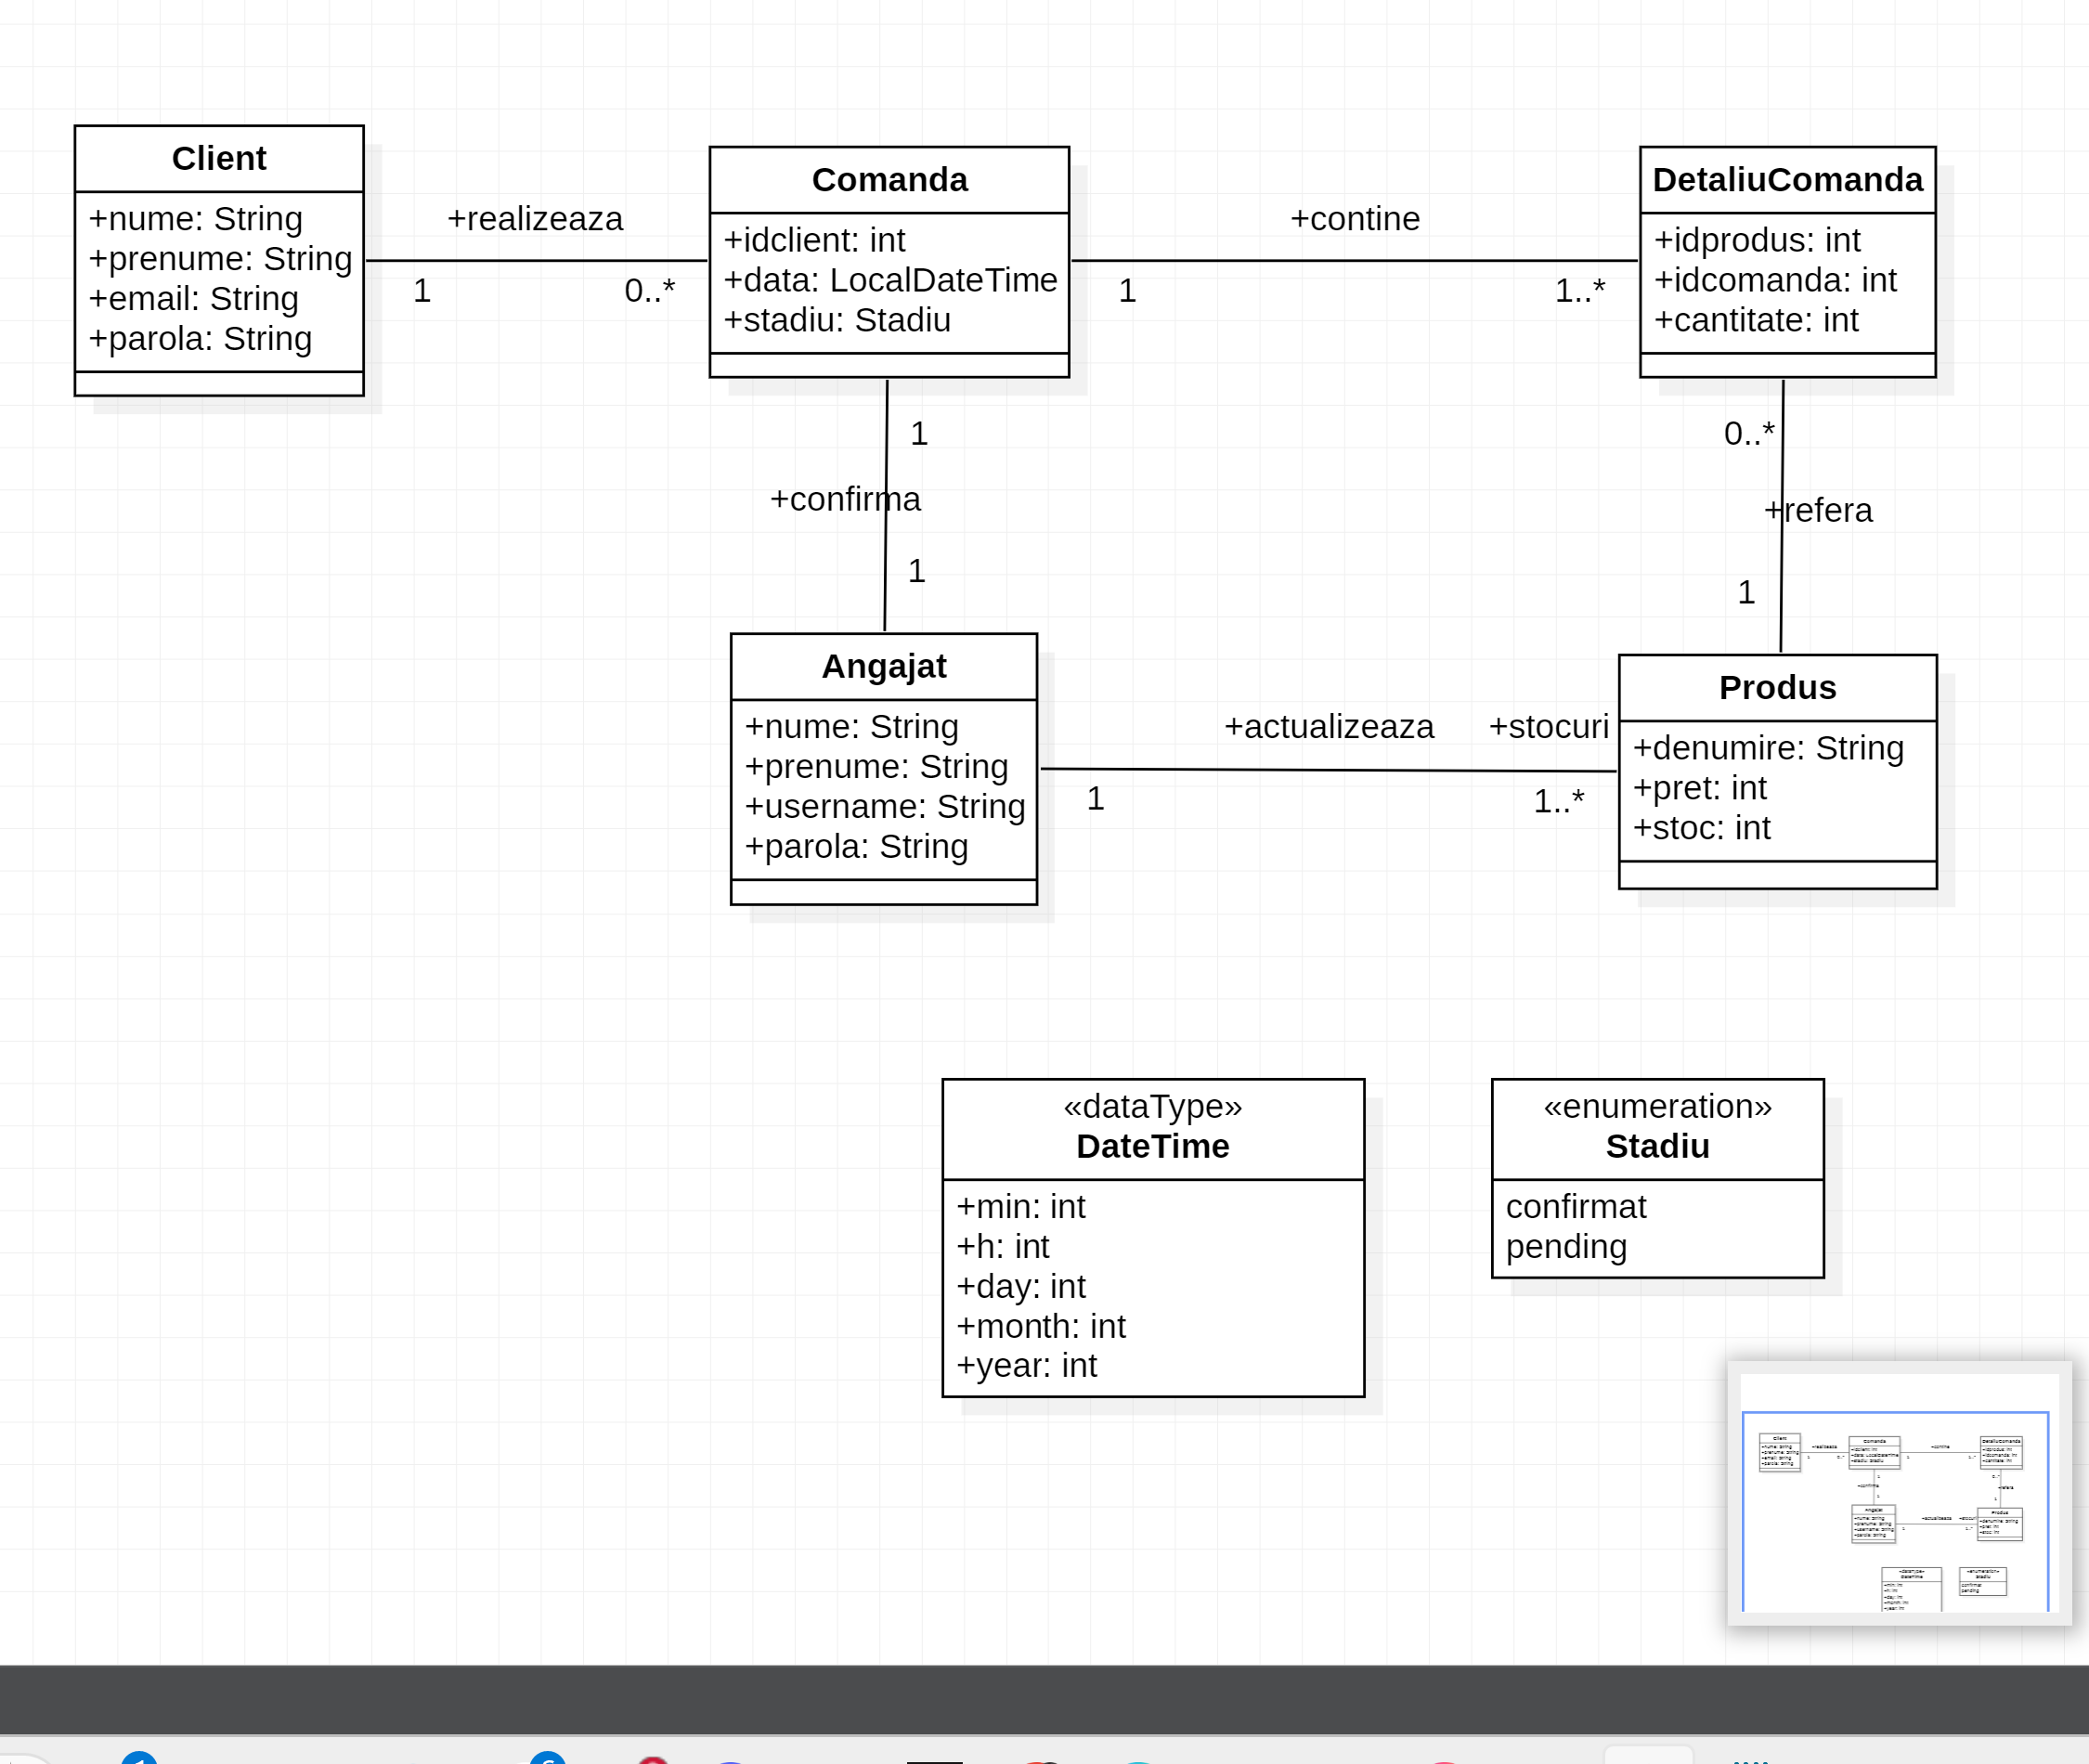 Client
+nume: String
+prenume: String
+email: String
+parola: String
+realizeaza
1
0..*
Comanda
+idclient: int
+data: LocalDateTime
+stadiu: Stadiu
+contine
1
1..*
DetaliuComanda
+idprodus: int
+idcomanda: int
+cantitate: int
1
+confirma
1
0..*
+refera
1
Angajat
+nume: String
+prenume: String
+username: String
+parola: String
+actualizeaza
+stocuri
1
1..*
Produs
+denumire: String
+pret: int
+stoc: int
«dataType»
DateTime
+min: int
+h: int
+day: int
+month: int
+year: int
«enumeration»
Stadiu
confirmat
pending